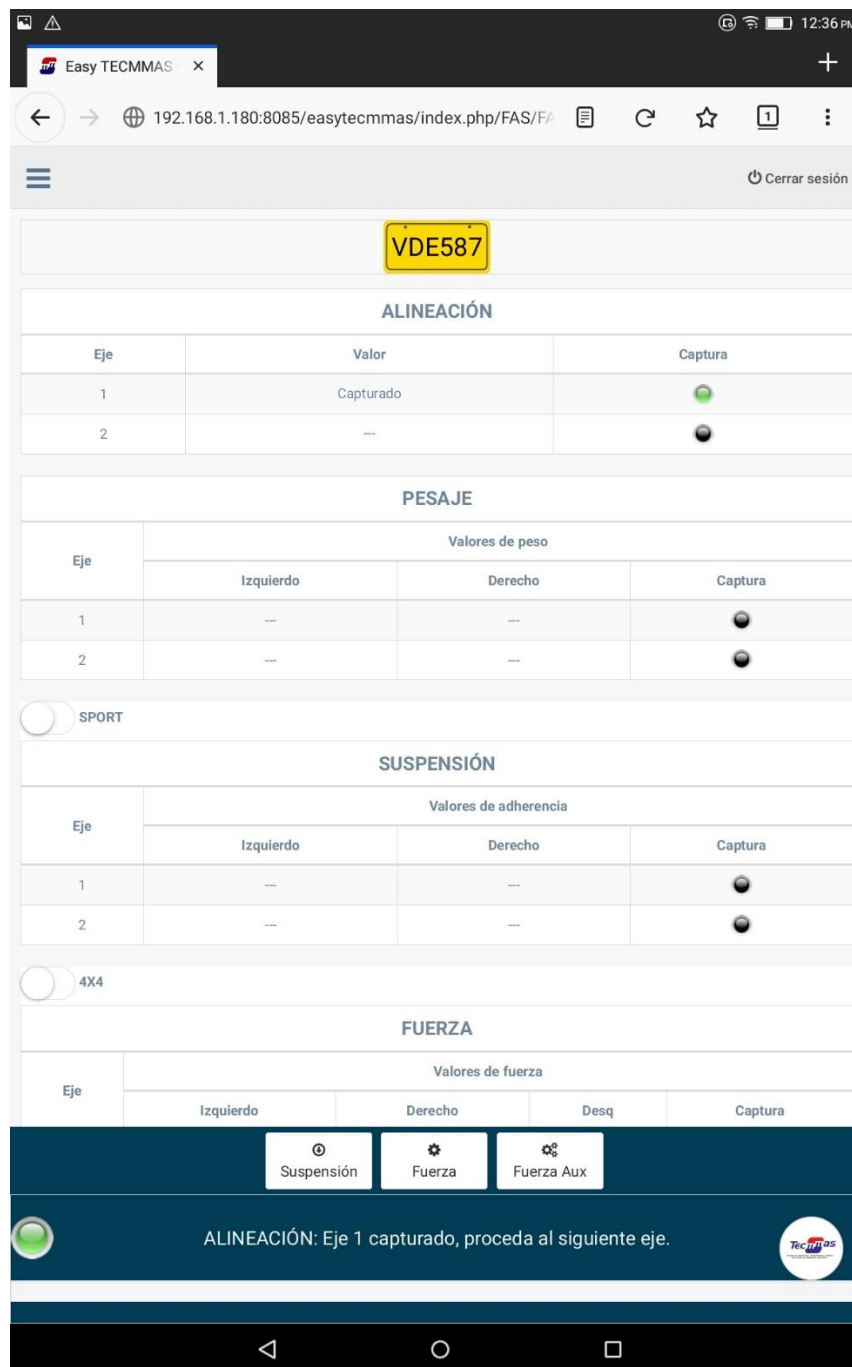 12:36 PM
Easy TECMMAS
192.168.1.180:8085/easytecmmas/index.php/FAS/FA
1
Cerrar sesión
VDE587
ALINEACIÓN
Eje Valor Captura
1 Capturado
2 ---
PESAJE
Eje Valores de peso
Izquierdo Derecho Captura
1 --- ---
2 --- ---
SPORT
SUSPENSIÓN
Eje Valores de adherencia
Izquierdo Derecho Captura
1 --- ---
2 --- ---
4X4
FUERZA
Eje Valores de fuerza
Izquierdo Derecho Desq Captura
Suspensión Fuerza Fuerza Aux
ALINEACIÓN: Eje 1 capturado, proceda al siguiente eje.
Tecmmas